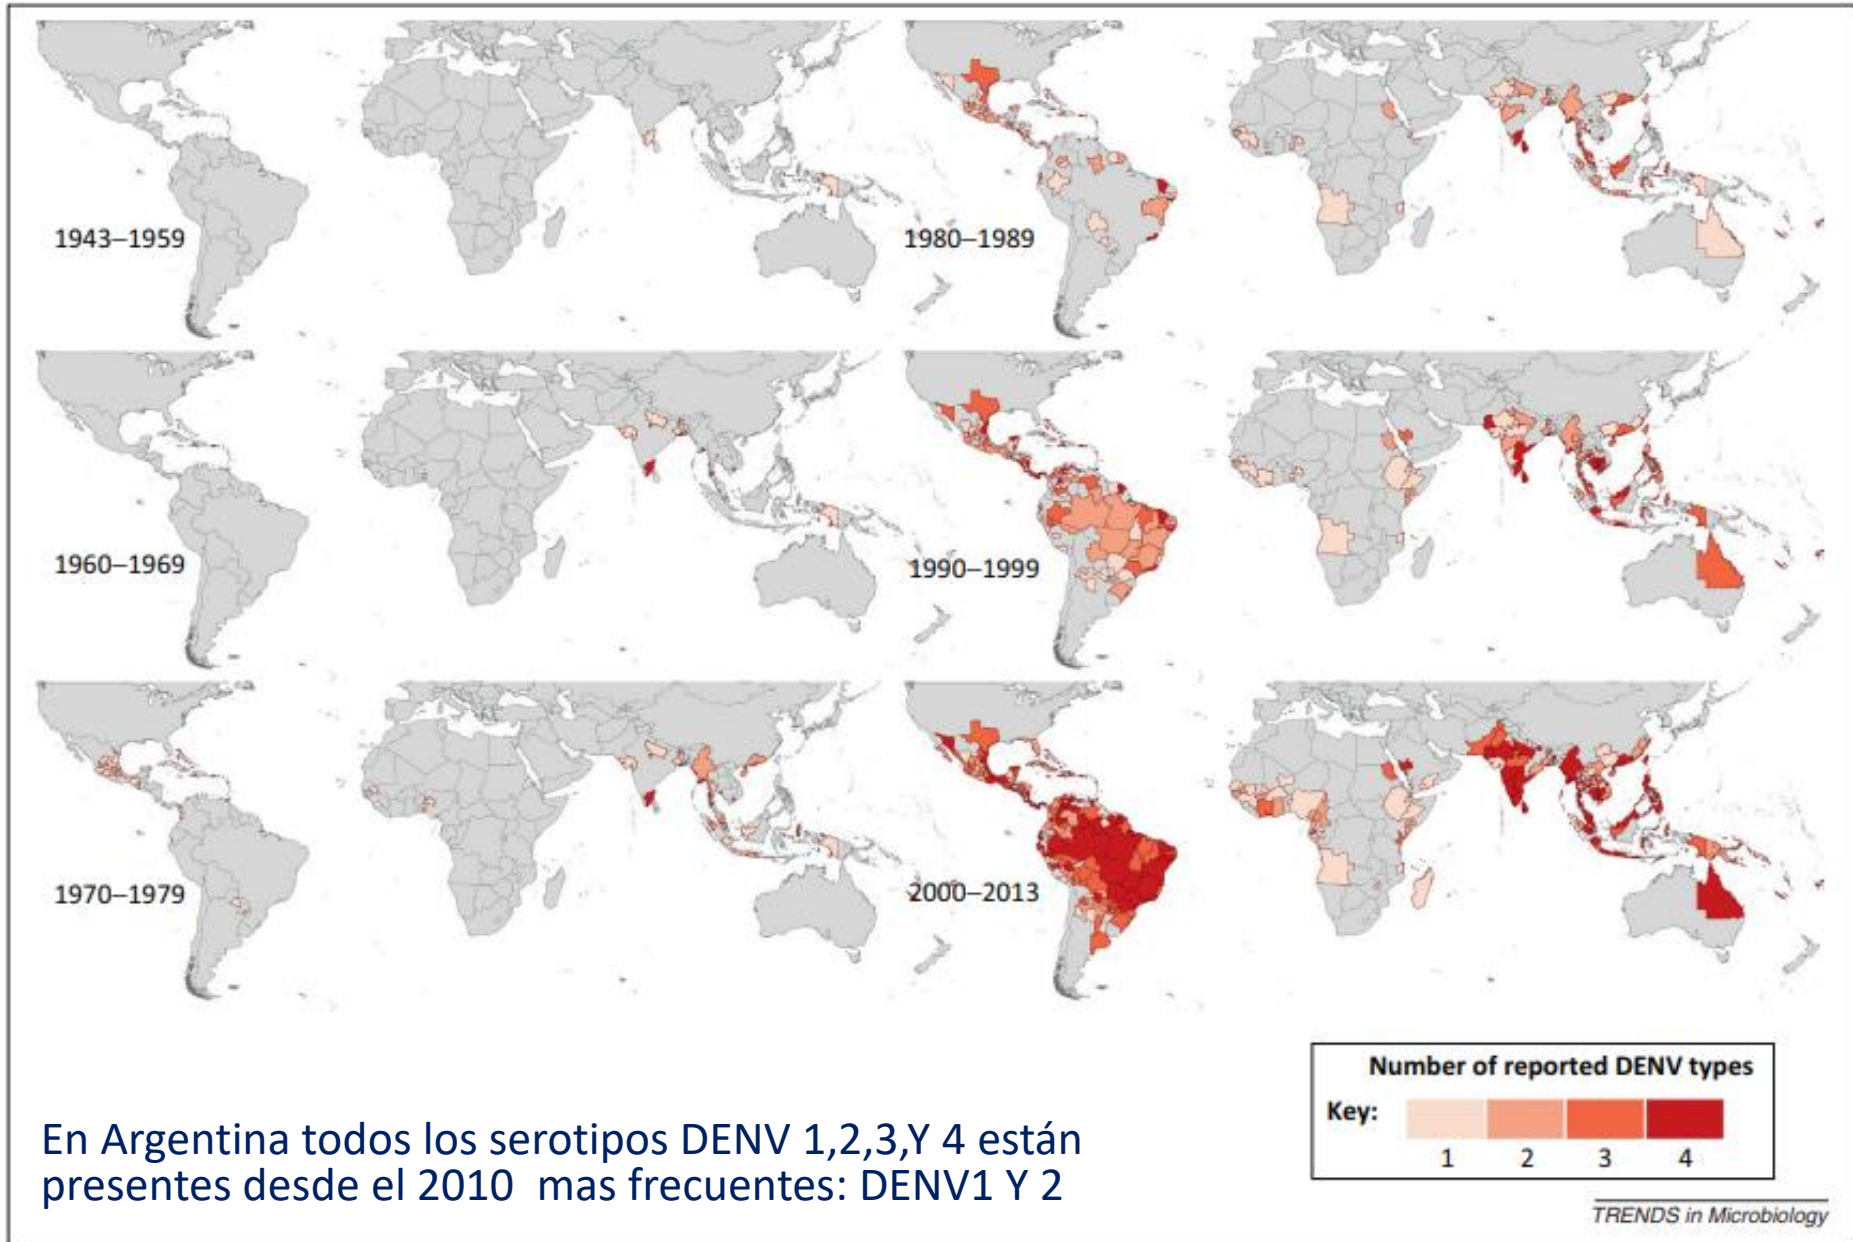 1943–1959
1980–1989
1960–1969
1990–1999
1970–1979
2000–2013
Number of reported DENV types
Key:
1 2 3 4
En Argentina todos los serotipos DENV 1,2,3,Y 4 están
presentes desde el 2010 mas frecuentes: DENV1 Y 2
TRENDS in Microbiology